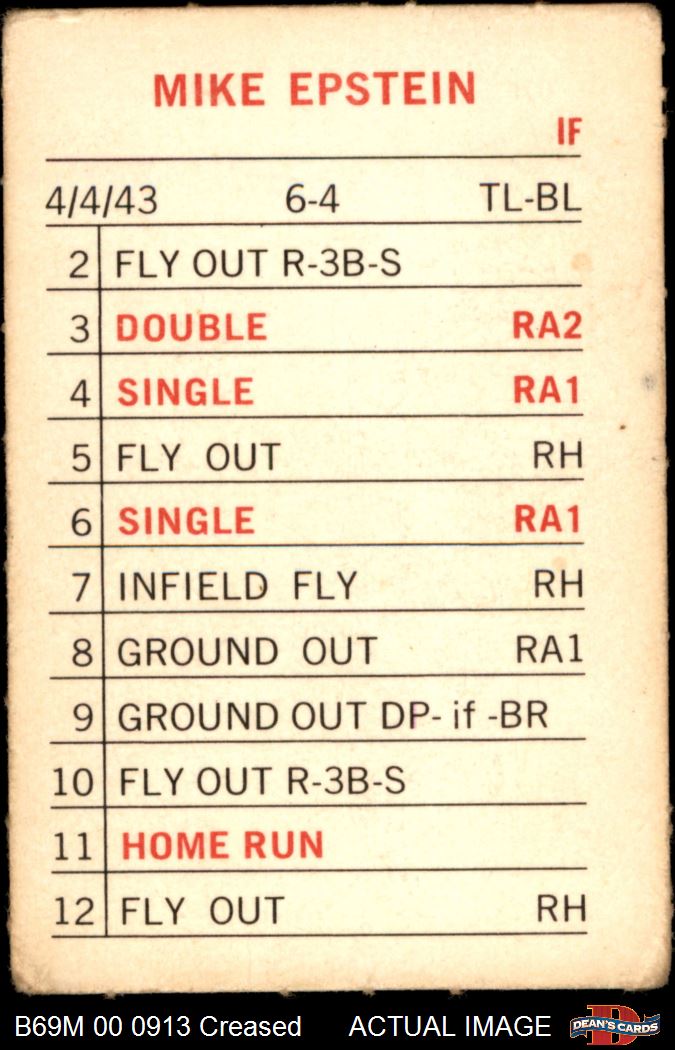 MIKE EPSTEIN
IF
4/4/43 6-4 TL-BL
2 FLY OUT R-3B-S
3 DOUBLE RA2
4 SINGLE RA1
5 FLY OUT RH
6 SINGLE RA1
7 INFIELD FLY RH
8 GROUND OUT RA1
9 GROUND OUT DP- if -BR
10 FLY OUT R-3B-S
11 HOME RUN
12 FLY OUT RH
B69M 00 0913 Creased ACTUAL IMAGE DEAN'S CARDS